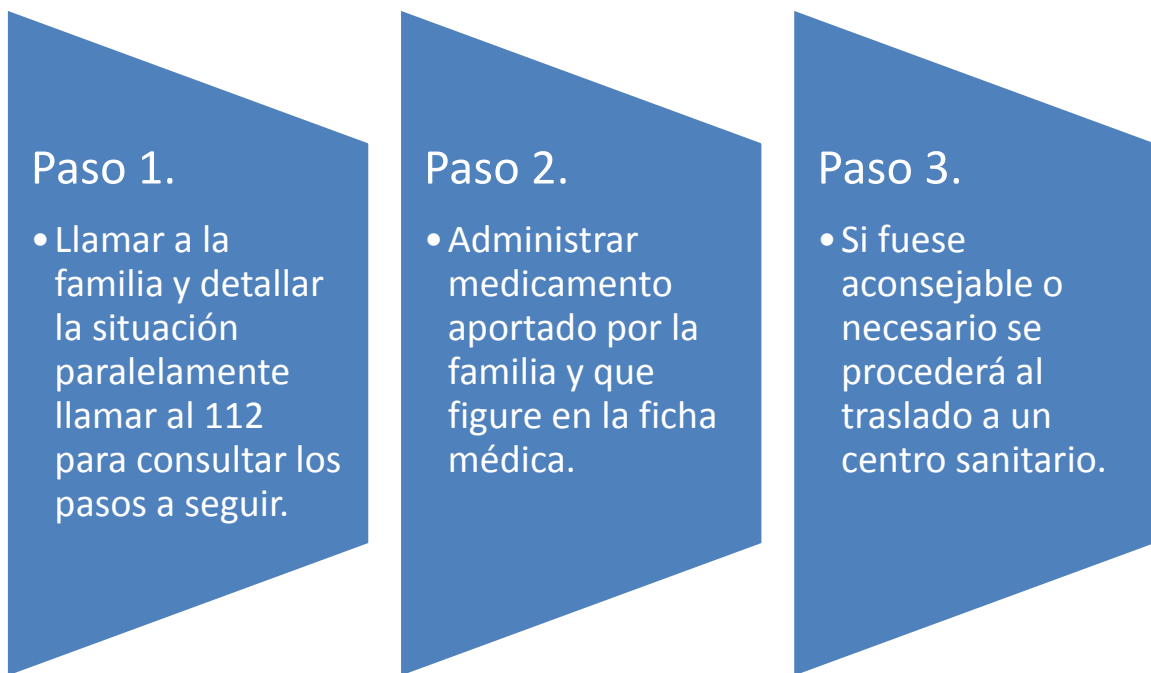 Paso 1.
• Llamar a la
familia y detallar
la situación
paralelamente
llamar al 112
para consultar los
pasos a seguir.
Paso 2.
• Administrar
medicamento
aportado por la
familia y que
figure en la ficha
médica.
Paso 3.
• Si fuese
aconsejable o
necesario se
procederá al
traslado a un
centro sanitario.